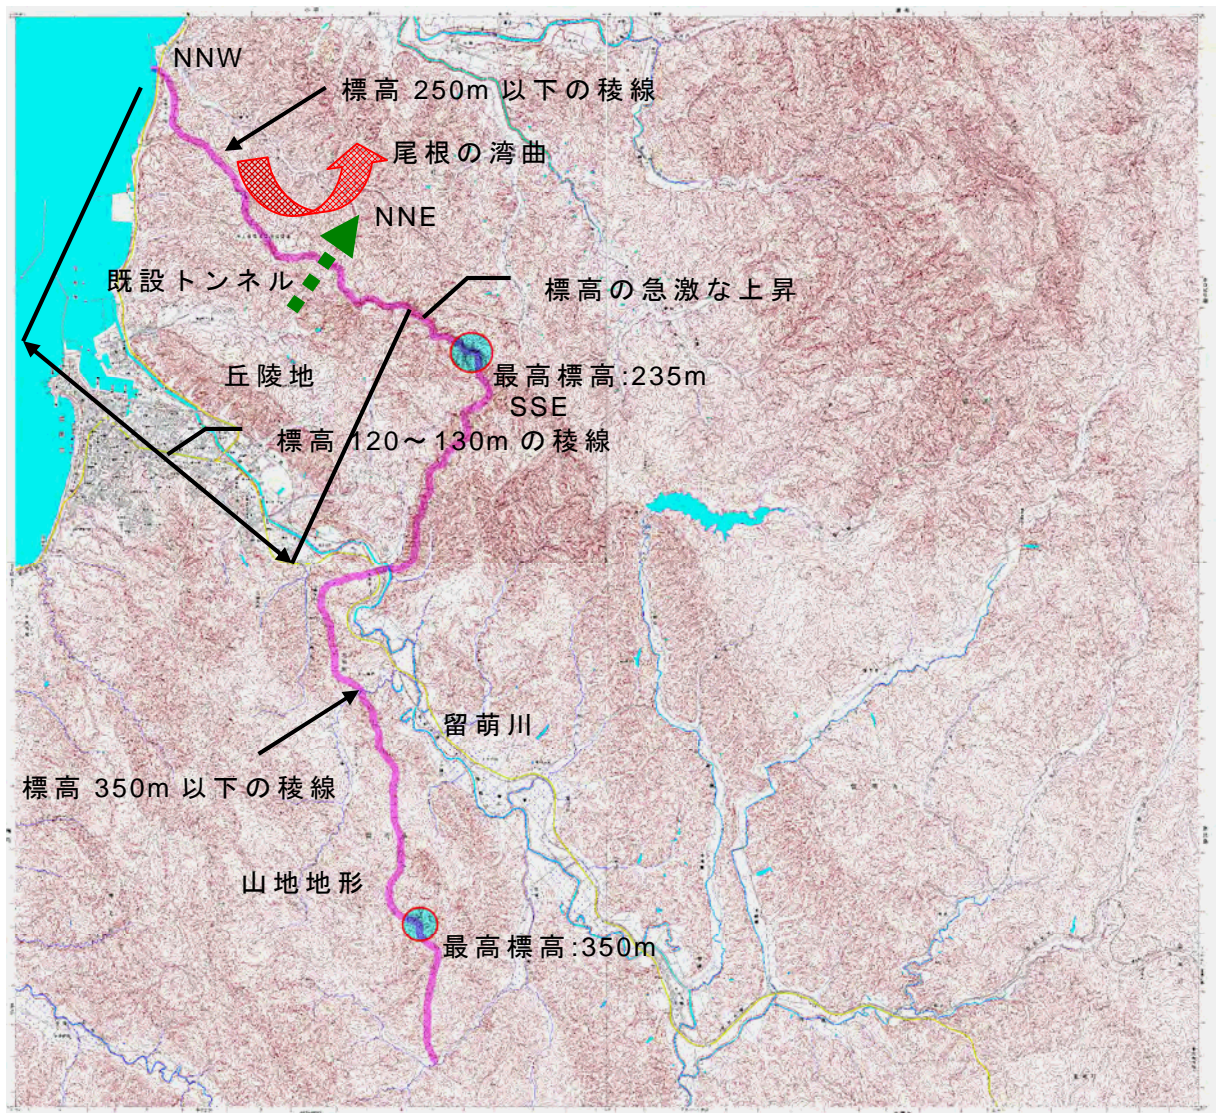 NNW
標高 250m 以下の稜線
尾根の湾曲
NNE
既設トンネル
標高の急激な上昇
丘陵地
最高標高:235m
SSE
標高 120～130m の稜線
留萌川
標高 350m 以下の稜線
山地地形
最高標高:350m